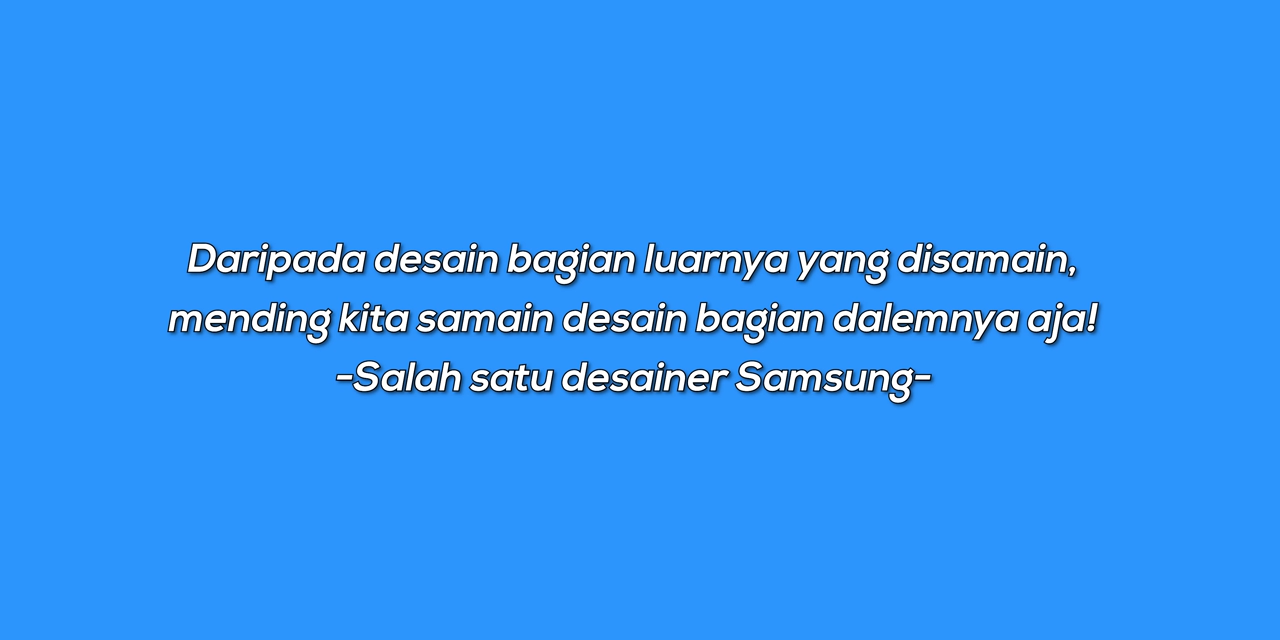 Daripada desain bagian luarnya yang disamain,
mending kita samain desain bagian dalemnya aja!
-Salah satu desainer Samsung-